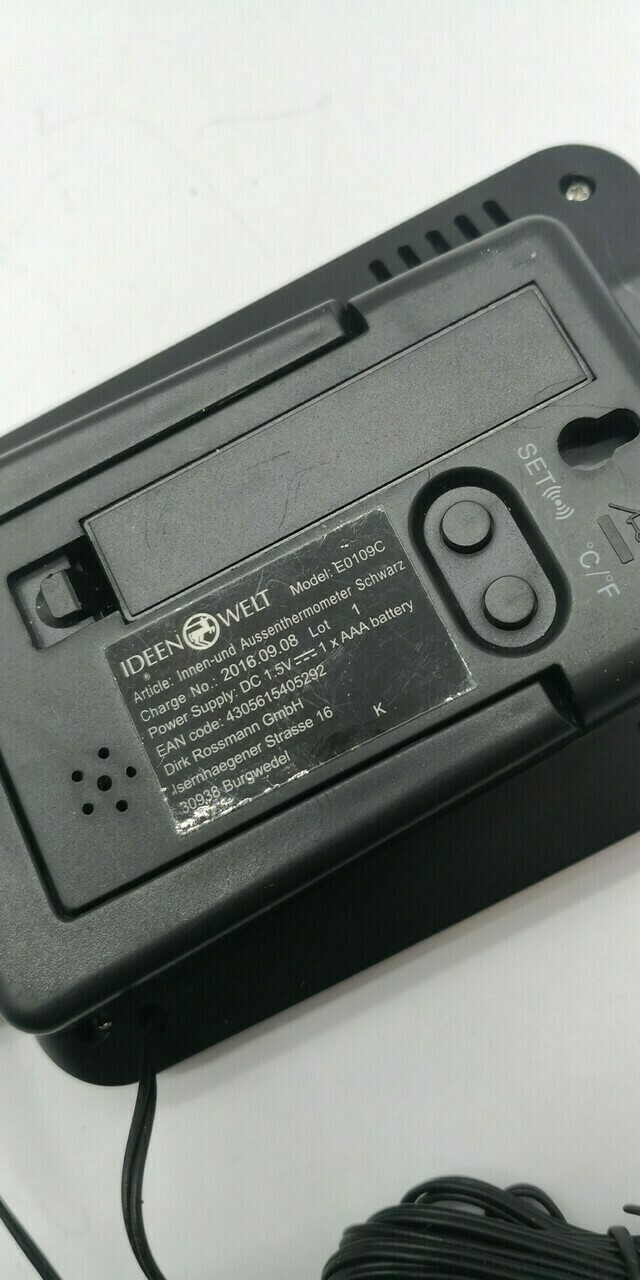 IDEEN WELT Model: E0109C
Article: Innen-und Aussenthermometer Schwarz
Charge No.: 2016.09.08 Lot 1
Power Supply: DC 1.5V⎓ 1 x AAA battery
EAN code: 4305615405292
Dirk Rossmann GmbH
Isernhaegener Strasse 16 K
30938 Burgwedel
SET
°C/°F